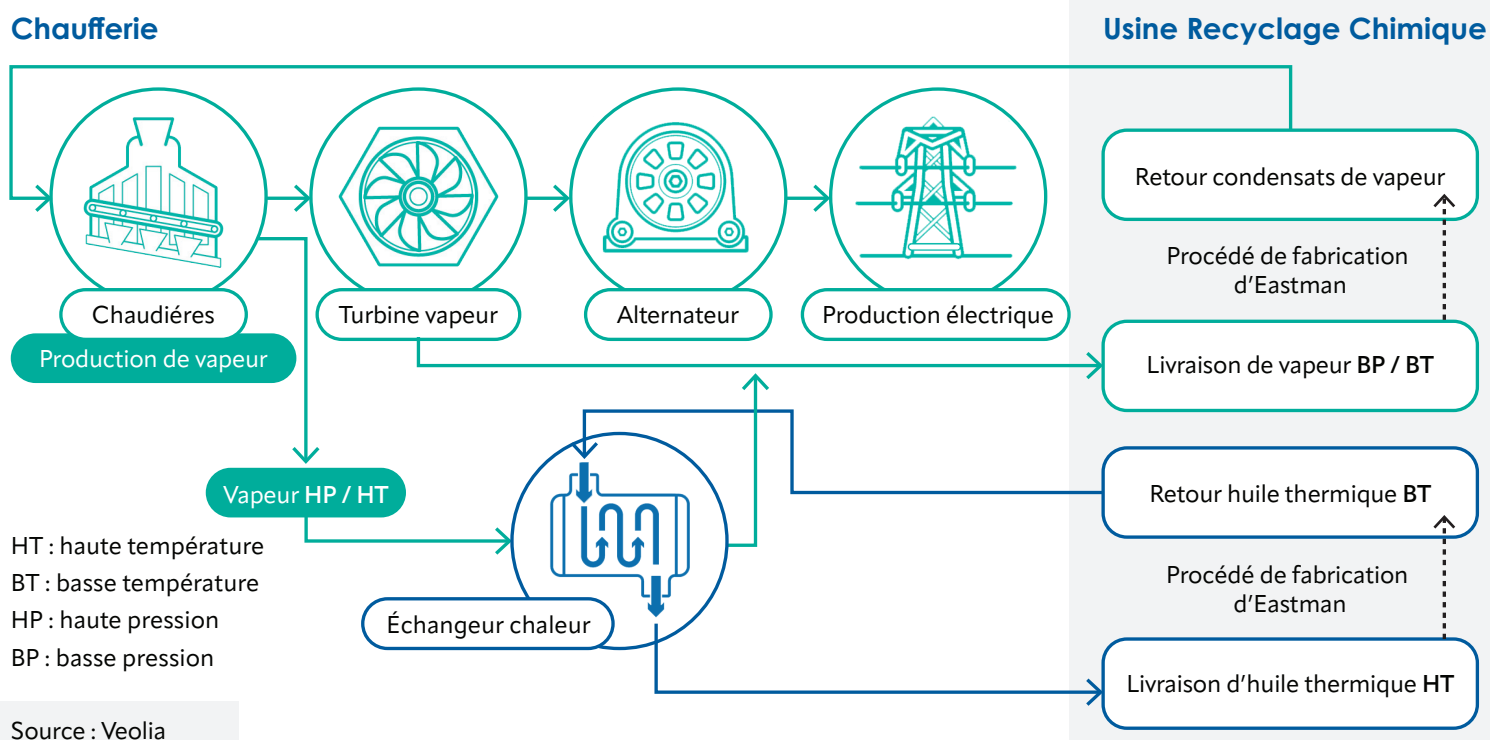 Chaufferie
Usine Recyclage Chimique
Chaudiéres
Production de vapeur
Turbine vapeur
Alternateur
Production électrique
Retour condensats de vapeur
Procédé de fabrication
d'Eastman
Livraison de vapeur BP / BT
Vapeur HP / HT
Échangeur chaleur
Retour huile thermique BT
Procédé de fabrication
d'Eastman
Livraison d'huile thermique HT
HT : haute température
BT : basse température
HP : haute pression
BP : basse pression
Source : Veolia